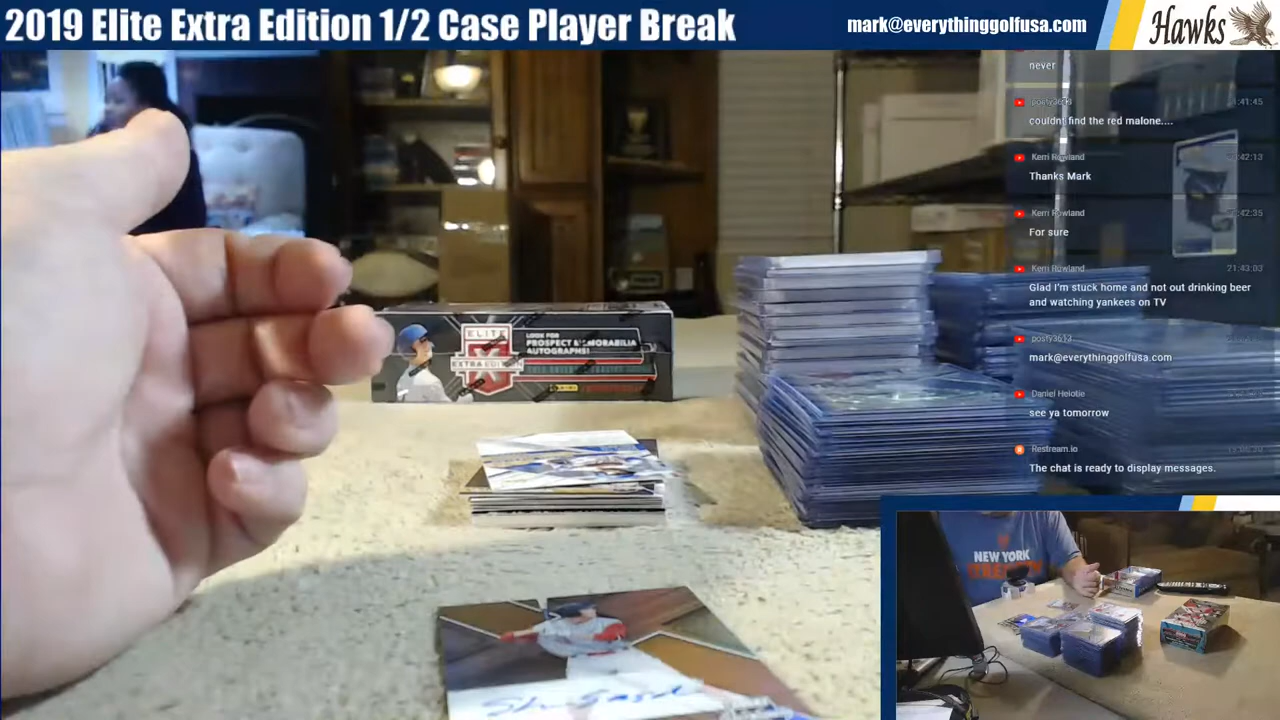 2019 Elite Extra Edition 1/2 Case Player Break
mark@everythinggolfusa.com
Hawks
never
couldnt find the red malone....
Kerri Rowland
Thanks Mark
Kerri Rowland
For sure
Kerri Rowland
Glad I'm stuck home and not out drinking beer
and watching yankees on TV
posty3613
mark@everythinggolfusa.com
Daniel Helotie
see ya tomorrow
Restream.io
The chat is ready to display messages.
ELITE
EXTRA EDITION
LOOK FOR
PROSPECT MEMORABILIA
AUTOGRAPHS!
NEW YORK